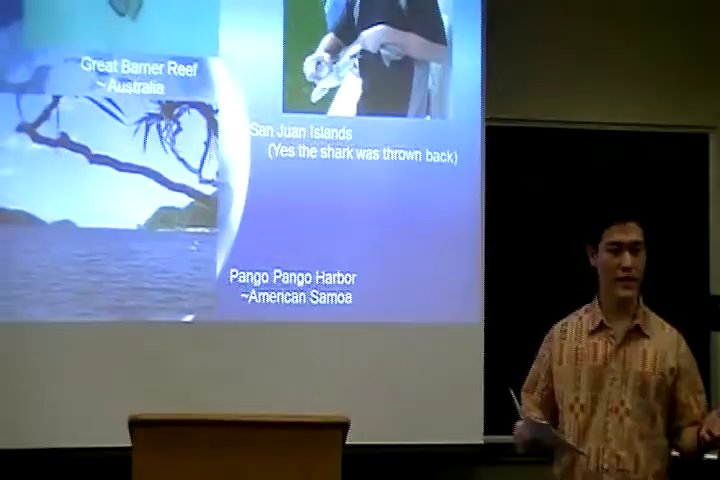 Great Barrier Reef
~Australia
San Juan Islands
(Yes the shark was thrown back)
Pango Pango Harbor
~American Samoa